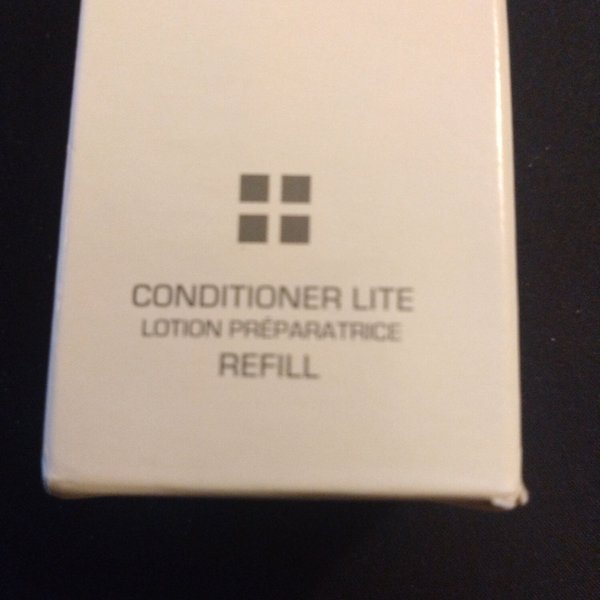 CONDITIONER LITE
LOTION PRÉPARATRICE
REFILL